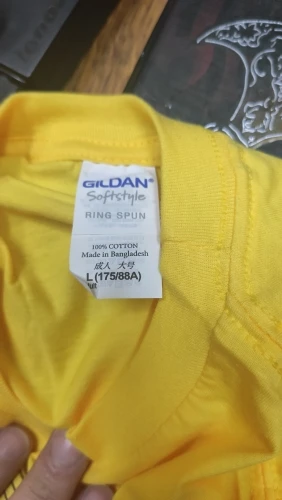 GILDAN®
Softstyle
RING SPUN
100% COTTON
Made in Bangladesh
成人 大号
L (175/88A)